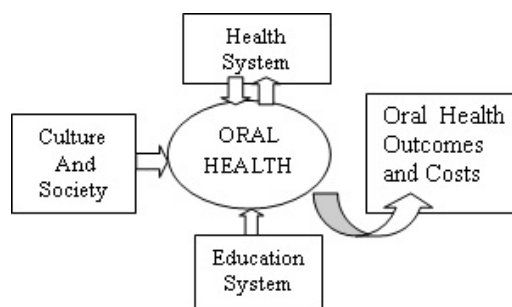 Health
System
Culture
And
Society
ORAL
HEALTH
Oral Health
Outcomes
and Costs
Education
System